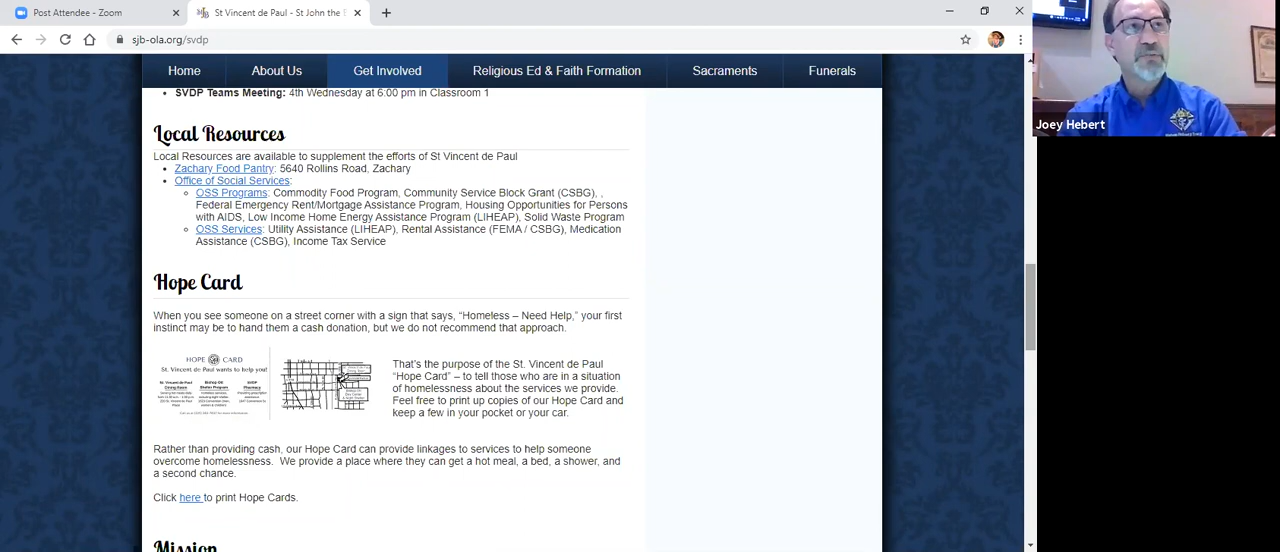 Post Attendee - Zoom
St Vincent de Paul - St John the
sjb-ola.org/svdp
Home About Us Get Involved Religious Ed & Faith Formation Sacraments Funerals
Joey Hebert
SVDP Teams Meeting: 4th Wednesday at 6:00 pm in Classroom 1
Local Resources
Local Resources are available to supplement the efforts of St Vincent de Paul
Zachary Food Pantry: 5640 Rollins Road, Zachary
Office of Social Services:
OSS Programs: Commodity Food Program, Community Service Block Grant (CSBG), ,
Federal Emergency Rent/Mortgage Assistance Program, Housing Opportunities for Persons
with AIDS, Low Income Home Energy Assistance Program (LIHEAP), Solid Waste Program
OSS Services: Utility Assistance (LIHEAP), Rental Assistance (FEMA / CSBG), Medication
Assistance (CSBG), Income Tax Service
Hope Card
When you see someone on a street corner with a sign that says, “Homeless – Need Help,” your first
instinct may be to hand them a cash donation, but we do not recommend that approach.
HOPE CARD
St. Vincent de Paul wants to help you!
That’s the purpose of the St. Vincent de Paul
“Hope Card” – to tell those who are in a situation
of homelessness about the services we provide.
Feel free to print up copies of our Hope Card and
keep a few in your pocket or your car.
Rather than providing cash, our Hope Card can provide linkages to services to help someone
overcome homelessness. We provide a place where they can get a hot meal, a bed, a shower, and
a second chance.
Click here to print Hope Cards.
Mission